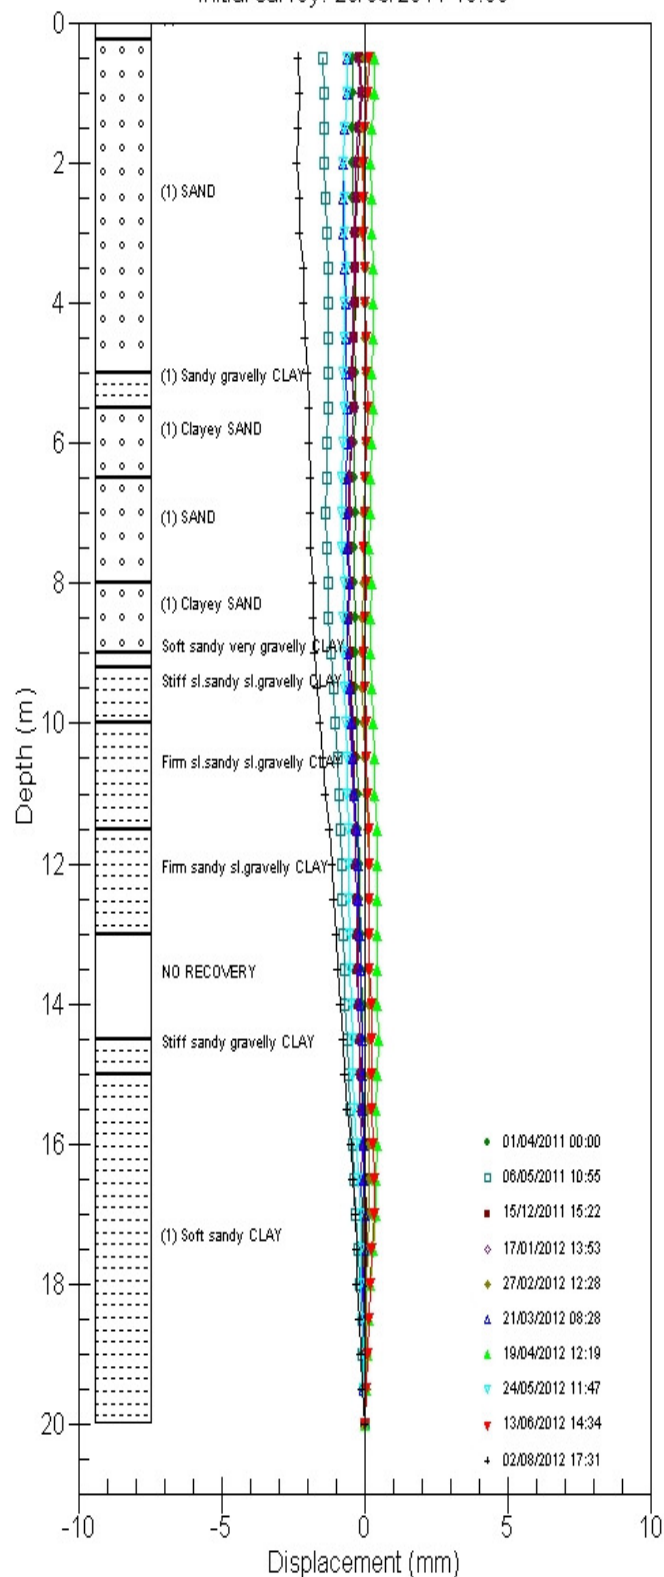 0
(1) SAND
2
4
(1) Sandy gravelly CLAY
(1) Clayey SAND
6
(1) SAND
8
(1) Clayey SAND
Soft sandy very gravelly CLAY
Stiff sl.sandy sl.gravelly CLAY
Depth (m)
10
Firm sl.sandy sl.gravelly CLAY
12
Firm sandy sl.gravelly CLAY
NO RECOVERY
14
Stiff sandy gravelly CLAY
16
(1) Soft sandy CLAY
18
20
01/04/2011 00:00
06/05/2011 10:55
15/12/2011 15:22
17/01/2012 13:53
27/02/2012 12:28
21/03/2012 08:28
19/04/2012 12:19
24/05/2012 11:47
13/06/2012 14:34
02/08/2012 17:31
-10 -5 0 5 10
Displacement (mm)